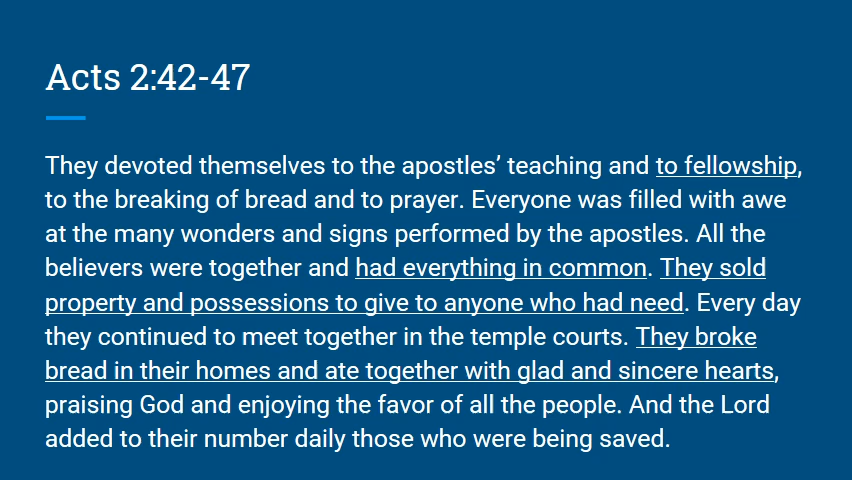 Acts 2:42-47
They devoted themselves to the apostles’ teaching and to fellowship,
to the breaking of bread and to prayer. Everyone was filled with awe
at the many wonders and signs performed by the apostles. All the
believers were together and had everything in common. They sold
property and possessions to give to anyone who had need. Every day
they continued to meet together in the temple courts. They broke
bread in their homes and ate together with glad and sincere hearts,
praising God and enjoying the favor of all the people. And the Lord
added to their number daily those who were being saved.